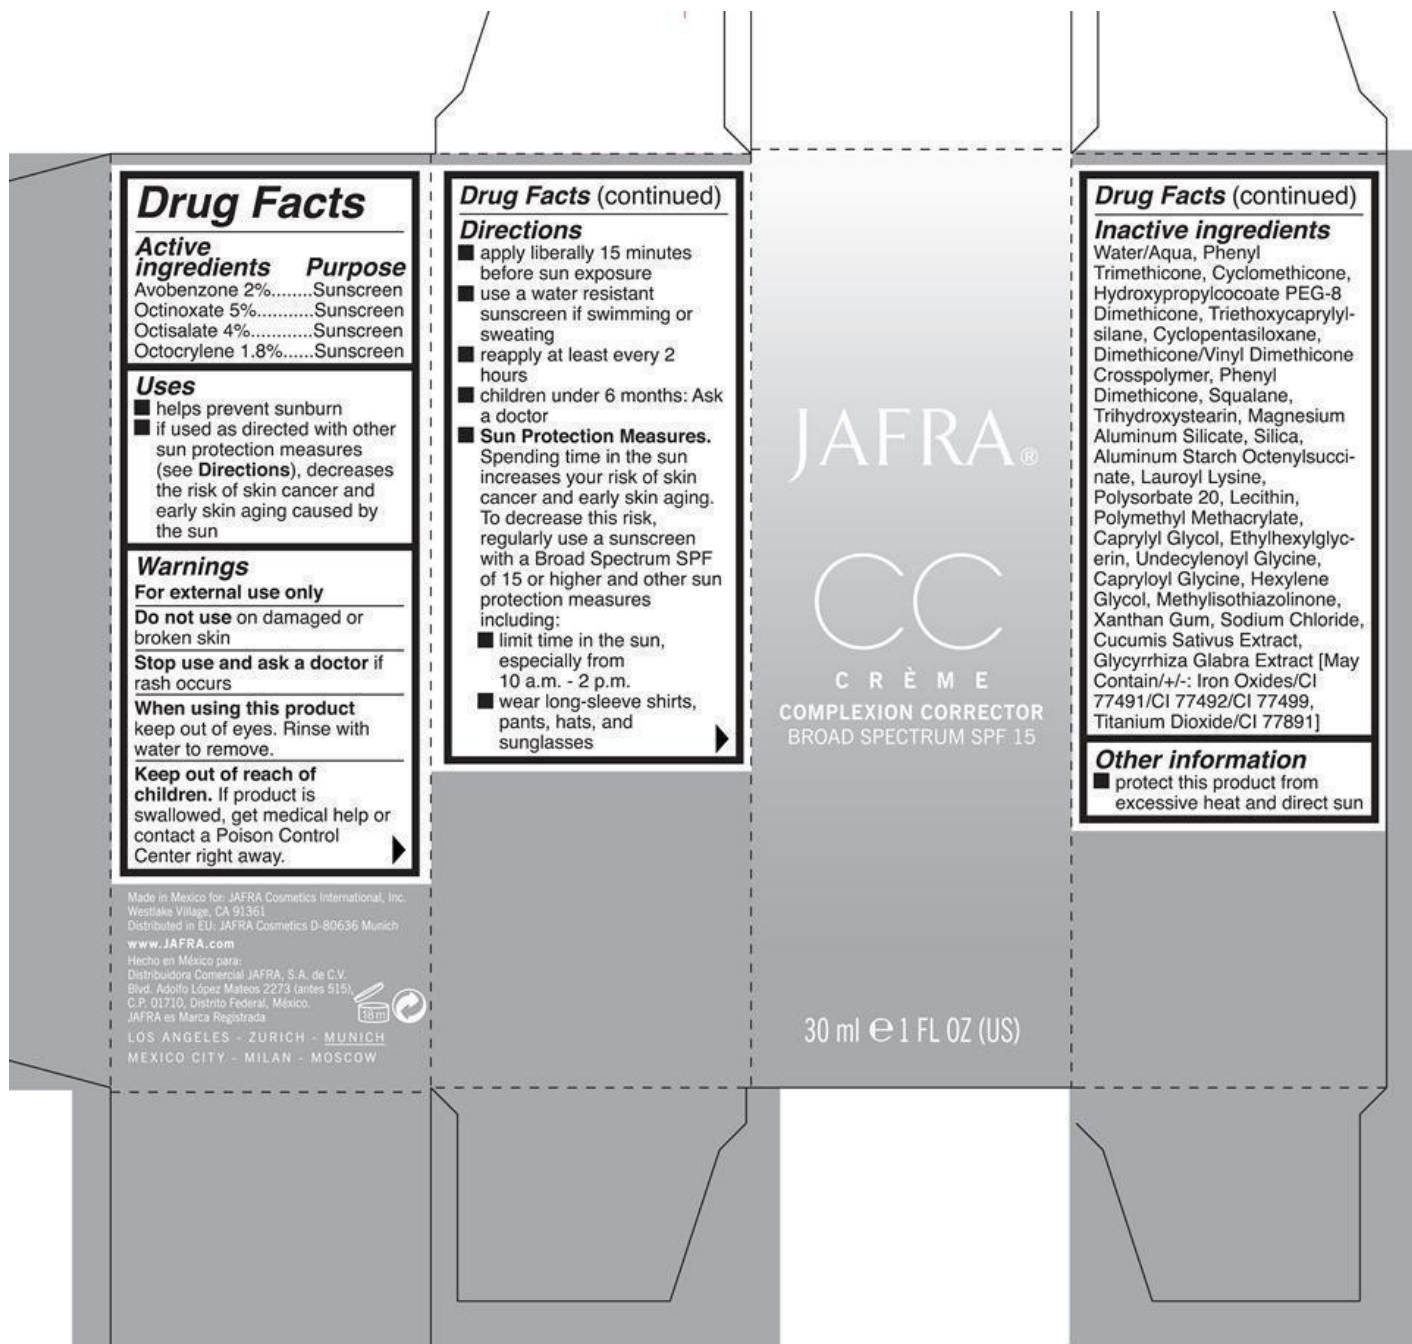 Drug Facts
Active
ingredients Purpose
Avobenzone 2%........Sunscreen
Octinoxate 5%...........Sunscreen
Octisalate 4%............Sunscreen
Octocrylene 1.8%......Sunscreen
Uses
■ helps prevent sunburn
■ if used as directed with other
sun protection measures
(see Directions), decreases
the risk of skin cancer and
early skin aging caused by
the sun
Warnings
For external use only
Do not use on damaged or
broken skin
Stop use and ask a doctor if
rash occurs
When using this product
keep out of eyes. Rinse with
water to remove.
Keep out of reach of
children. If product is
swallowed, get medical help or
contact a Poison Control
Center right away.
Made in Mexico for: JAFRA Cosmetics International, Inc.
Westlake Village, CA 91361
Distributed in EU: JAFRA Cosmetics D-80636 Munich
www.JAFRA.com
Hecho en México para:
Distribuidora Comercial JAFRA, S.A. de C.V.
Blvd. Adolfo López Mateos 2273 (antes 515),
C.P. 01710, Distrito Federal, México.
JAFRA es Marca Registrada
18m
LOS ANGELES - ZURICH - MUNICH
MEXICO CITY - MILAN - MOSCOW
Drug Facts (continued)
Directions
■ apply liberally 15 minutes
before sun exposure
■ use a water resistant
sunscreen if swimming or
sweating
■ reapply at least every 2
hours
■ children under 6 months: Ask
a doctor
■ Sun Protection Measures.
Spending time in the sun
increases your risk of skin
cancer and early skin aging.
To decrease this risk,
regularly use a sunscreen
with a Broad Spectrum SPF
of 15 or higher and other sun
protection measures
including:
■ limit time in the sun,
especially from
10 a.m. - 2 p.m.
■ wear long-sleeve shirts,
pants, hats, and
sunglasses
JAFRA®
CC
CRÈME
COMPLEXION CORRECTOR
BROAD SPECTRUM SPF 15
30 ml ℮ 1 FL OZ (US)
Drug Facts (continued)
Inactive ingredients
Water/Aqua, Phenyl
Trimethicone, Cyclomethicone,
Hydroxypropylcocoate PEG-8
Dimethicone, Triethoxycaprylyl-
silane, Cyclopentasiloxane,
Dimethicone/Vinyl Dimethicone
Crosspolymer, Phenyl
Dimethicone, Squalane,
Trihydroxystearin, Magnesium
Aluminum Silicate, Silica,
Aluminum Starch Octenylsucci-
nate, Lauroyl Lysine,
Polysorbate 20, Lecithin,
Polymethyl Methacrylate,
Caprylyl Glycol, Ethylhexylglyc-
erin, Undecylenoyl Glycine,
Capryloyl Glycine, Hexylene
Glycol, Methylisothiazolinone,
Xanthan Gum, Sodium Chloride,
Cucumis Sativus Extract,
Glycyrrhiza Glabra Extract [May
Contain/+/-: Iron Oxides/CI
77491/CI 77492/CI 77499,
Titanium Dioxide/CI 77891]
Other information
■ protect this product from
excessive heat and direct sun